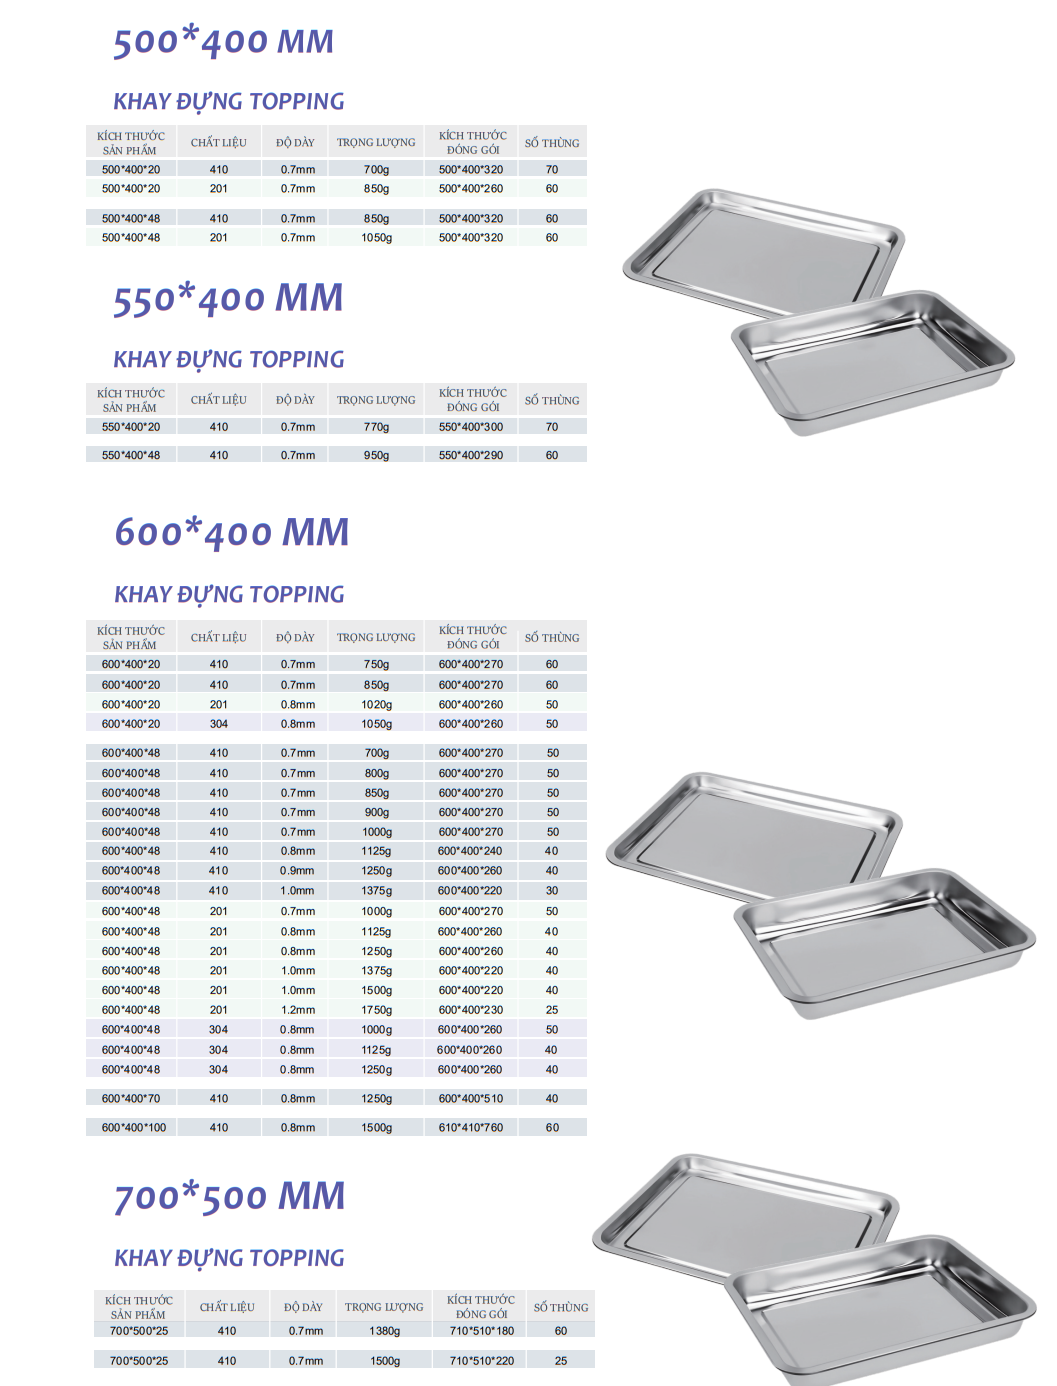 500*400 MM
KHAY ĐỰNG TOPPING
KÍCH THƯỚC SẢN PHẨM CHẤT LIỆU ĐỘ DÀY TRỌNG LƯỢNG KÍCH THƯỚC ĐÓNG GÓI SỐ THÙNG
500*400*20 410 0.7mm 700g 500*400*320 70
500*400*20 201 0.7mm 850g 500*400*260 60
500*400*48 410 0.7mm 850g 500*400*320 60
500*400*48 201 0.7mm 1050g 500*400*320 60
550*400 MM
KHAY ĐỰNG TOPPING
KÍCH THƯỚC SẢN PHẨM CHẤT LIỆU ĐỘ DÀY TRỌNG LƯỢNG KÍCH THƯỚC ĐÓNG GÓI SỐ THÙNG
550*400*20 410 0.7mm 770g 550*400*300 70
550*400*48 410 0.7mm 950g 550*400*290 60
600*400 MM
KHAY ĐỰNG TOPPING
KÍCH THƯỚC SẢN PHẨM CHẤT LIỆU ĐỘ DÀY TRỌNG LƯỢNG KÍCH THƯỚC ĐÓNG GÓI SỐ THÙNG
600*400*20 410 0.7mm 750g 600*400*270 60
600*400*20 410 0.7mm 850g 600*400*270 60
600*400*20 201 0.8mm 1020g 600*400*260 50
600*400*20 304 0.8mm 1050g 600*400*260 50
600*400*48 410 0.7mm 700g 600*400*270 50
600*400*48 410 0.7mm 800g 600*400*270 50
600*400*48 410 0.7mm 850g 600*400*270 50
600*400*48 410 0.7mm 900g 600*400*270 50
600*400*48 410 0.7mm 1000g 600*400*270 50
600*400*48 410 0.8mm 1125g 600*400*240 40
600*400*48 410 0.9mm 1250g 600*400*260 40
600*400*48 410 1.0mm 1375g 600*400*220 30
600*400*48 201 0.7mm 1000g 600*400*270 50
600*400*48 201 0.8mm 1125g 600*400*260 40
600*400*48 201 0.8mm 1250g 600*400*260 40
600*400*48 201 1.0mm 1375g 600*400*220 40
600*400*48 201 1.0mm 1500g 600*400*220 40
600*400*48 201 1.2mm 1750g 600*400*230 25
600*400*48 304 0.8mm 1000g 600*400*260 50
600*400*48 304 0.8mm 1125g 600*400*260 40
600*400*48 304 0.8mm 1250g 600*400*260 40
600*400*70 410 0.8mm 1250g 600*400*510 40
600*400*100 410 0.8mm 1500g 610*410*760 60
700*500 MM
KHAY ĐỰNG TOPPING
KÍCH THƯỚC SẢN PHẨM CHẤT LIỆU ĐỘ DÀY TRỌNG LƯỢNG KÍCH THƯỚC ĐÓNG GÓI SỐ THÙNG
700*500*25 410 0.7mm 1380g 710*510*180 60
700*500*25 410 0.7mm 1500g 710*510*220 25